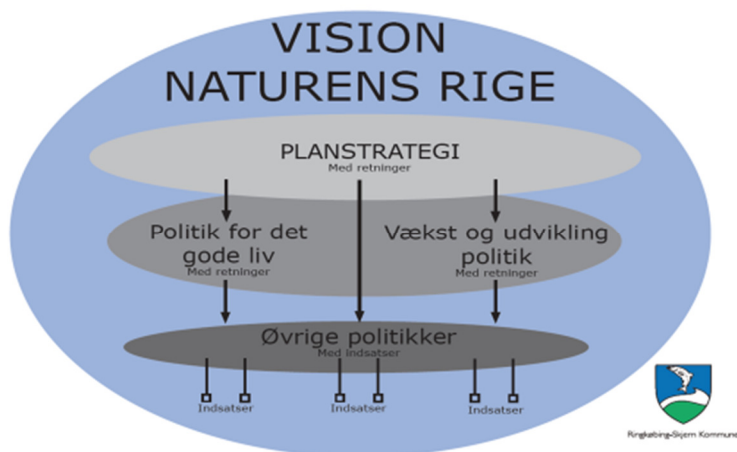 VISION
NATURENS RIGE
PLANSTRATEGI
Med retninger
Politik for det
gode liv
Med retninger
Vækst og udvikling
politik
Med retninger
Øvrige politikker
Med indsatser
Indsatser
Indsatser
Indsatser
Ringkøbing-Skjern Kommune